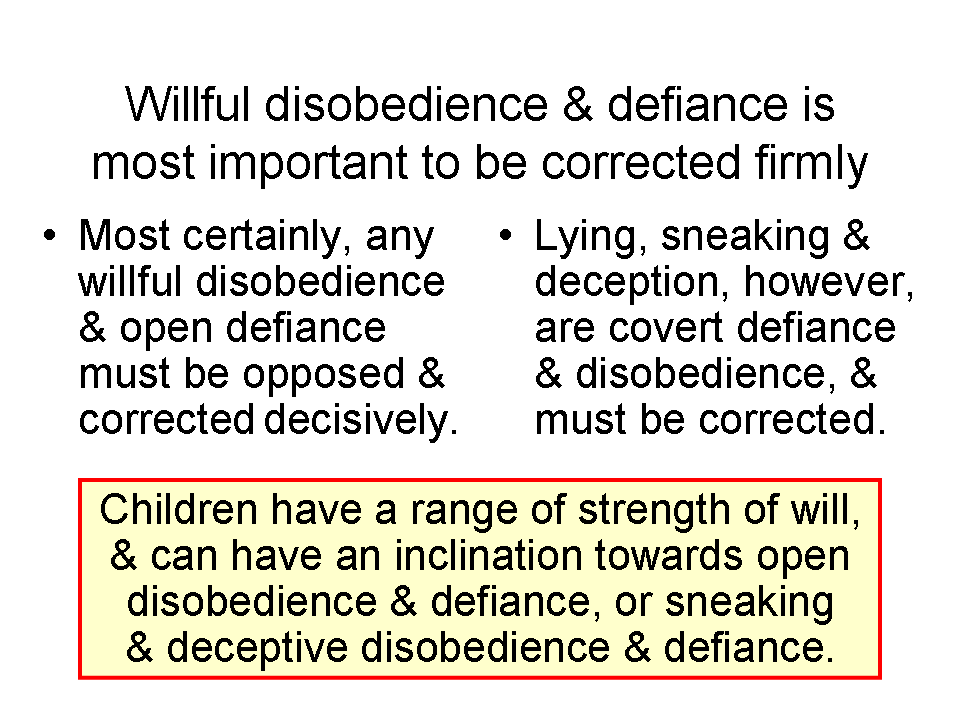 Willful disobedience & defiance is
most important to be corrected firmly
• Most certainly, any
willful disobedience
& open defiance
must be opposed &
corrected decisively.
• Lying, sneaking &
deception, however,
are covert defiance
& disobedience, &
must be corrected.
Children have a range of strength of will,
& can have an inclination towards open
disobedience & defiance, or sneaking
& deceptive disobedience & defiance.